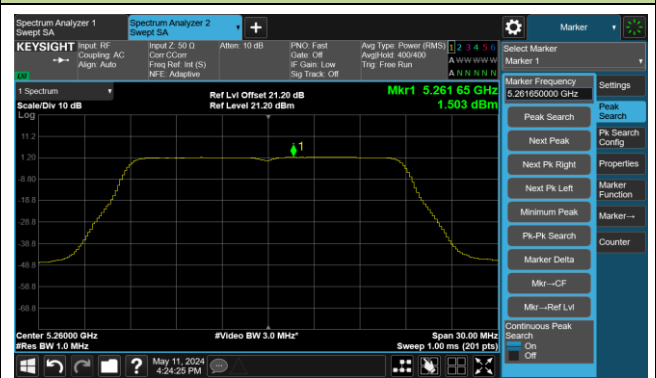 Spectrum Analyzer 1
Swept SA
Spectrum Analyzer 2
Swept SA
+
Marker
KEYSIGHT
Input: RF
Coupling: AC
Align: Auto
Input Z: 50 Ω
Corr CCorr
Freq Ref: Int (S)
NFE: Adaptive
Atten: 10 dB
PNO: Fast
Gate: Off
IF Gain: Low
Sig Track: Off
Avg Type: Power (RMS)
Avg|Hold: 400/400
Trig: Free Run
1 2 3 4 5 6
A W W W W W
A N N N N N
LXI
Select Marker
Marker 1
1 Spectrum
Scale/Div 10 dB
Log
Ref Lvl Offset 21.20 dB
Ref Level 21.20 dBm
Mkr1 5.261 65 GHz
1.503 dBm
11.2
1.20
-8.80
-18.8
-28.8
-38.8
-48.8
-58.8
-68.8
1
Center 5.26000 GHz
#Res BW 1.0 MHz
#Video BW 3.0 MHz*
Span 30.00 MHz
Sweep 1.00 ms (201 pts)
Marker Frequency
5.261650000 GHz
Peak Search
Next Peak
Next Pk Right
Next Pk Left
Minimum Peak
Pk-Pk Search
Marker Delta
Mkr→CF
Mkr→Ref Lvl
Continuous Peak
Search
On
Off
Settings
Peak
Search
Pk Search
Config
Properties
Marker
Function
Marker→
Counter
?
May 11, 2024
4:24:25 PM